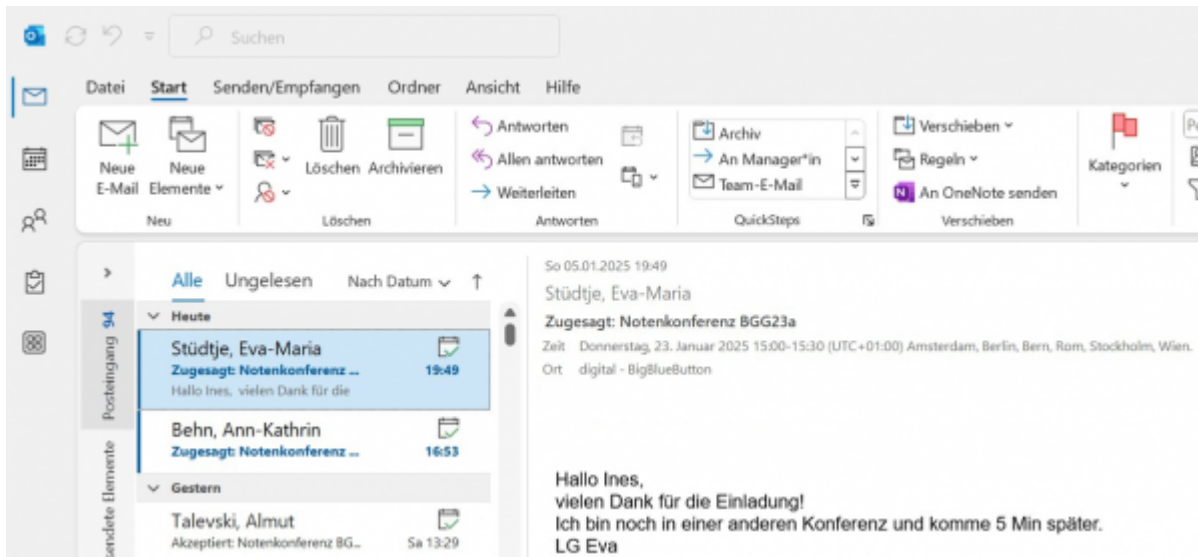 Suchen
Datei Start Senden/Empfangen Ordner Ansicht Hilfe
Neue E-Mail
Neue Elemente
Neu
Löschen Archivieren
Löschen
Antworten
Allen antworten
Weiterleiten
Antworten
Archiv
An Manager*in
Team-E-Mail
QuickSteps
Verschieben
Regeln
An OneNote senden
Verschieben
Kategorien
Posteingang 94
Alle Ungelesen Nach Datum
Heute
Stüdtje, Eva-Maria
Zugesagt: Notenkonferenz ... 19:49
Hallo Ines, vielen Dank für die
Behn, Ann-Kathrin
Zugesagt: Notenkonferenz ... 16:53
Gestern
Talevski, Almut
Akzeptiert: Notenkonferenz BG... Sa 13:29
So 05.01.2025 19:49
Stüdtje, Eva-Maria
Zugesagt: Notenkonferenz BGG23a
Zeit Donnerstag, 23. Januar 2025 15:00-15:30 (UTC+01:00) Amsterdam, Berlin, Bern, Rom, Stockholm, Wien.
Ort digital - BigBlueButton
Hallo Ines,
vielen Dank für die Einladung!
Ich bin noch in einer anderen Konferenz und komme 5 Min später.
LG Eva